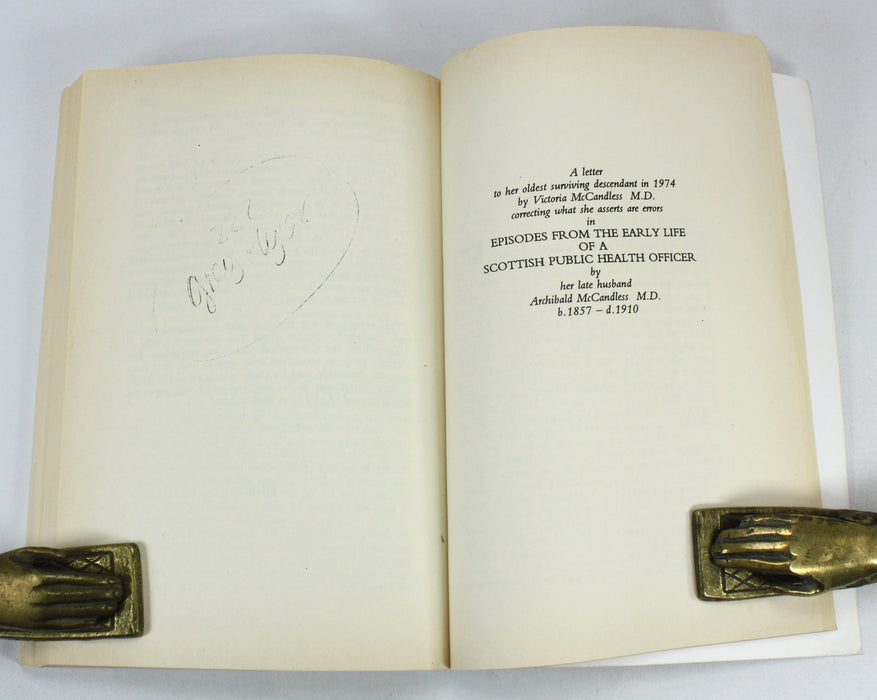 A letter
to her oldest surviving descendant in 1974
by Victoria McCandless M.D.
correcting what she asserts are errors
in
EPISODES FROM THE EARLY LIFE
OF A
SCOTTISH PUBLIC HEALTH OFFICER
by
her late husband
Archibald McCandless M.D.
b.1857 – d.1910